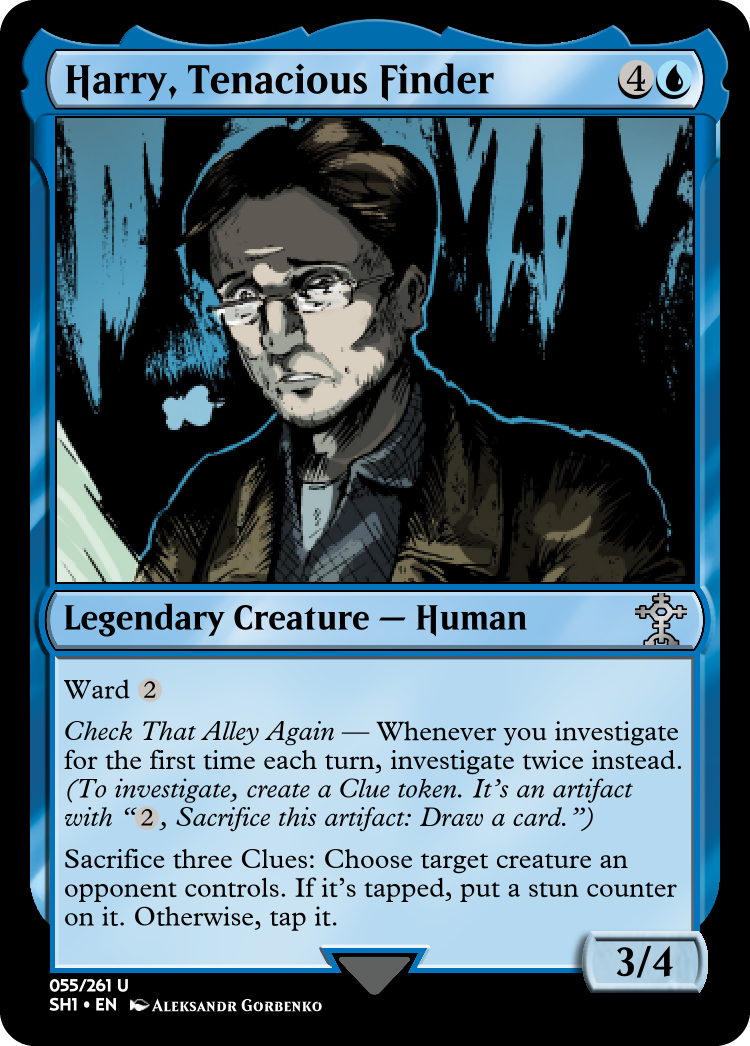 Harry, Tenacious Finder 4
Legendary Creature — Human
Ward 2
Check That Alley Again — Whenever you investigate
for the first time each turn, investigate twice instead.
(To investigate, create a Clue token. It's an artifact
with “2, Sacrifice this artifact: Draw a card.”)
Sacrifice three Clues: Choose target creature an
opponent controls. If it's tapped, put a stun counter
on it. Otherwise, tap it.
3/4
055/261 U
SH1 • EN Aleksandr Gorbenko